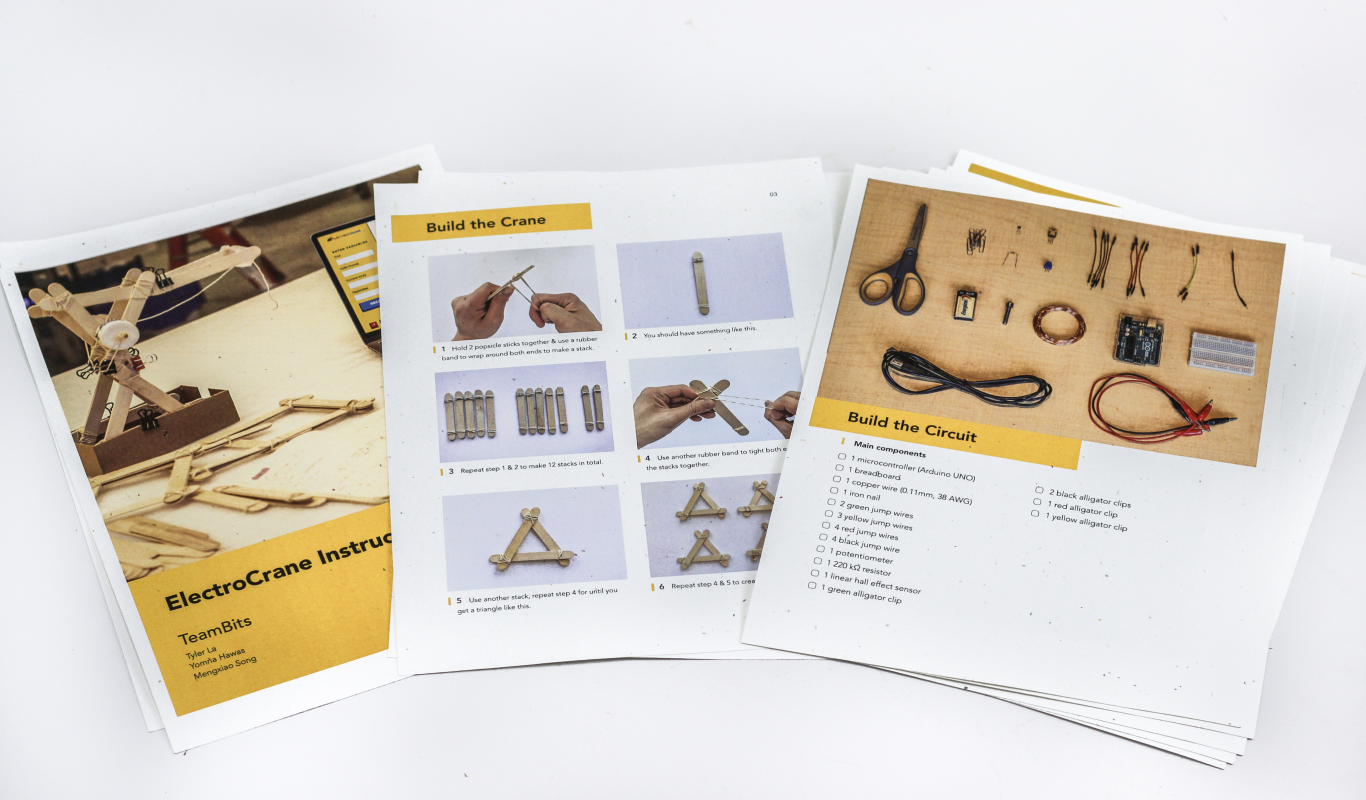 ElectroCrane Instruc
TeamBits
Tyler La
Yomna Hawas
Mengxiao Song
03
Build the Crane
1 Hold 2 popsicle sticks together & use a rubber
band to wrap around both ends to make a stack.
2 You should have something like this.
3 Repeat step 1 & 2 to make 12 stacks in total.
4 Use another rubber band to tight both e
the stacks together.
5 Use another stack, repeat step 4 for until you
get a triangle like this.
6 Repeat step 4 & 5 to crea
Build the Circuit
Main components
1 microcontroller (Arduino UNO)
1 breadboard
1 copper wire (0.11mm, 38 AWG)
1 iron nail
2 green jump wires
3 yellow jump wires
4 red jump wires
4 black jump wire
1 potentiometer
1 220 kΩ resistor
1 linear hall effect sensor
1 green alligator clip
2 black alligator clips
1 red alligator clip
1 yellow alligator clip